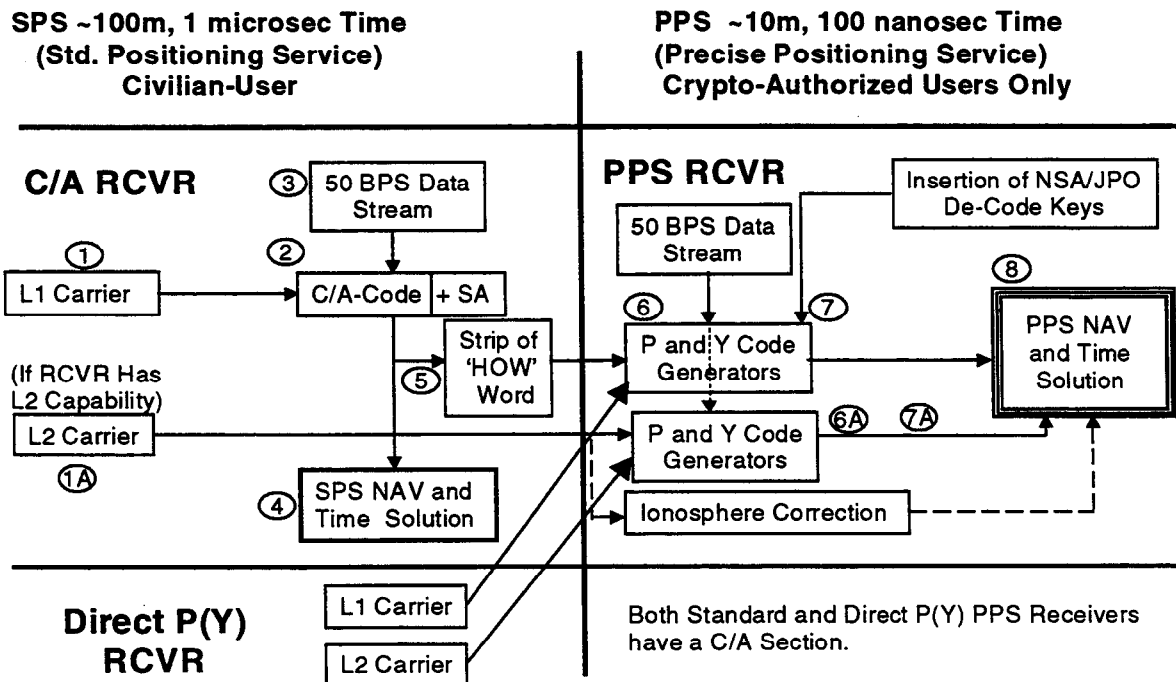 SPS ~100m, 1 microsec Time
(Std. Positioning Service)
Civilian-User
PPS ~10m, 100 nanosec Time
(Precise Positioning Service)
Crypto-Authorized Users Only
C/A RCVR
3
50 BPS Data
Stream
1
L1 Carrier
2
C/A-Code + SA
5
Strip of
‘HOW’
Word
(If RCVR Has
L2 Capability)
L2 Carrier
1A
4
SPS NAV and
Time Solution
PPS RCVR
50 BPS Data
Stream
Insertion of NSA/JPO
De-Code Keys
6
7
P and Y Code
Generators
8
PPS NAV
and Time
Solution
P and Y Code
Generators
6A
7A
Ionosphere Correction
Direct P(Y)
RCVR
L1 Carrier
L2 Carrier
Both Standard and Direct P(Y) PPS Receivers
have a C/A Section.